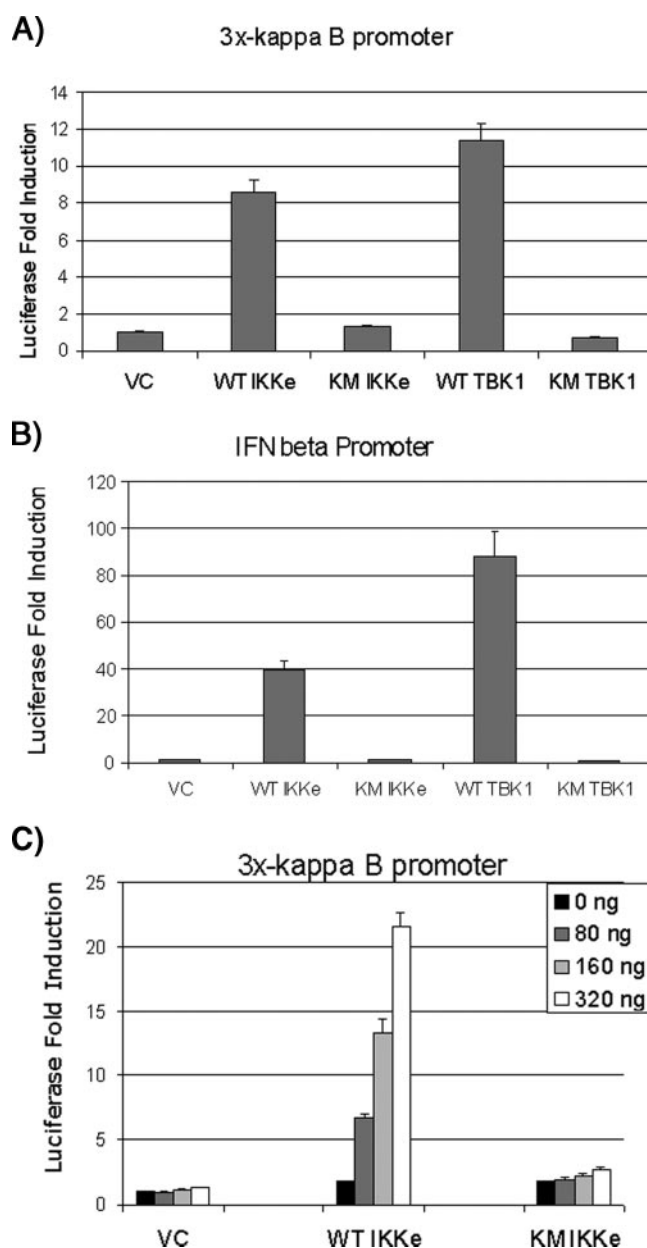 A)
3x-kappa B promoter
Luciferase Fold Induction
14
12
10
8
6
4
2
0
VC WT IKKe KM IKKe WT TBK1 KM TBK1
B)
IFN beta Promoter
Luciferase Fold Induction
120
100
80
60
40
20
0
VC WT IKKe KM IKKe WT TBK1 KM TBK1
C)
3x-kappa B promoter
Luciferase Fold Induction
25
20
15
10
5
0
0 ng
80 ng
160 ng
320 ng
VC WT IKKe KM IKKe